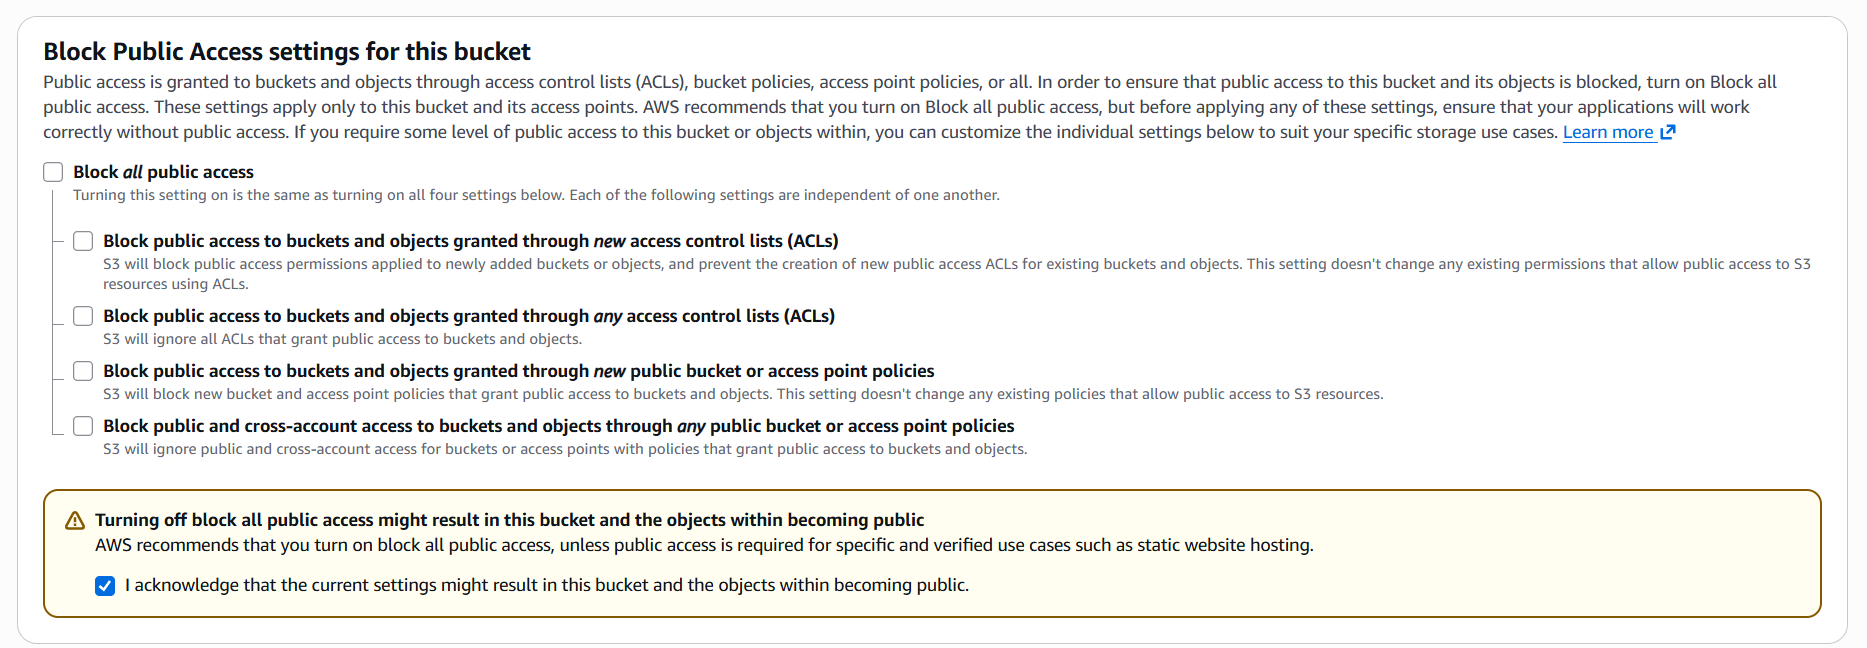 Block Public Access settings for this bucket
Public access is granted to buckets and objects through access control lists (ACLs), bucket policies, access point policies, or all. In order to ensure that public access to this bucket and its objects is blocked, turn on Block all
public access. These settings apply only to this bucket and its access points. AWS recommends that you turn on Block all public access, but before applying any of these settings, ensure that your applications will work
correctly without public access. If you require some level of public access to this bucket or objects within, you can customize the individual settings below to suit your specific storage use cases. Learn more
Block all public access
Turning this setting on is the same as turning on all four settings below. Each of the following settings are independent of one another.
Block public access to buckets and objects granted through new access control lists (ACLs)
S3 will block public access permissions applied to newly added buckets or objects, and prevent the creation of new public access ACLs for existing buckets and objects. This setting doesn't change any existing permissions that allow public access to S3
resources using ACLs.
Block public access to buckets and objects granted through any access control lists (ACLs)
S3 will ignore all ACLs that grant public access to buckets and objects.
Block public access to buckets and objects granted through new public bucket or access point policies
S3 will block new bucket and access point policies that grant public access to buckets and objects. This setting doesn't change any existing policies that allow public access to S3 resources.
Block public and cross-account access to buckets and objects through any public bucket or access point policies
S3 will ignore public and cross-account access for buckets or access points with policies that grant public access to buckets and objects.
Turning off block all public access might result in this bucket and the objects within becoming public
AWS recommends that you turn on block all public access, unless public access is required for specific and verified use cases such as static website hosting.
I acknowledge that the current settings might result in this bucket and the objects within becoming public.